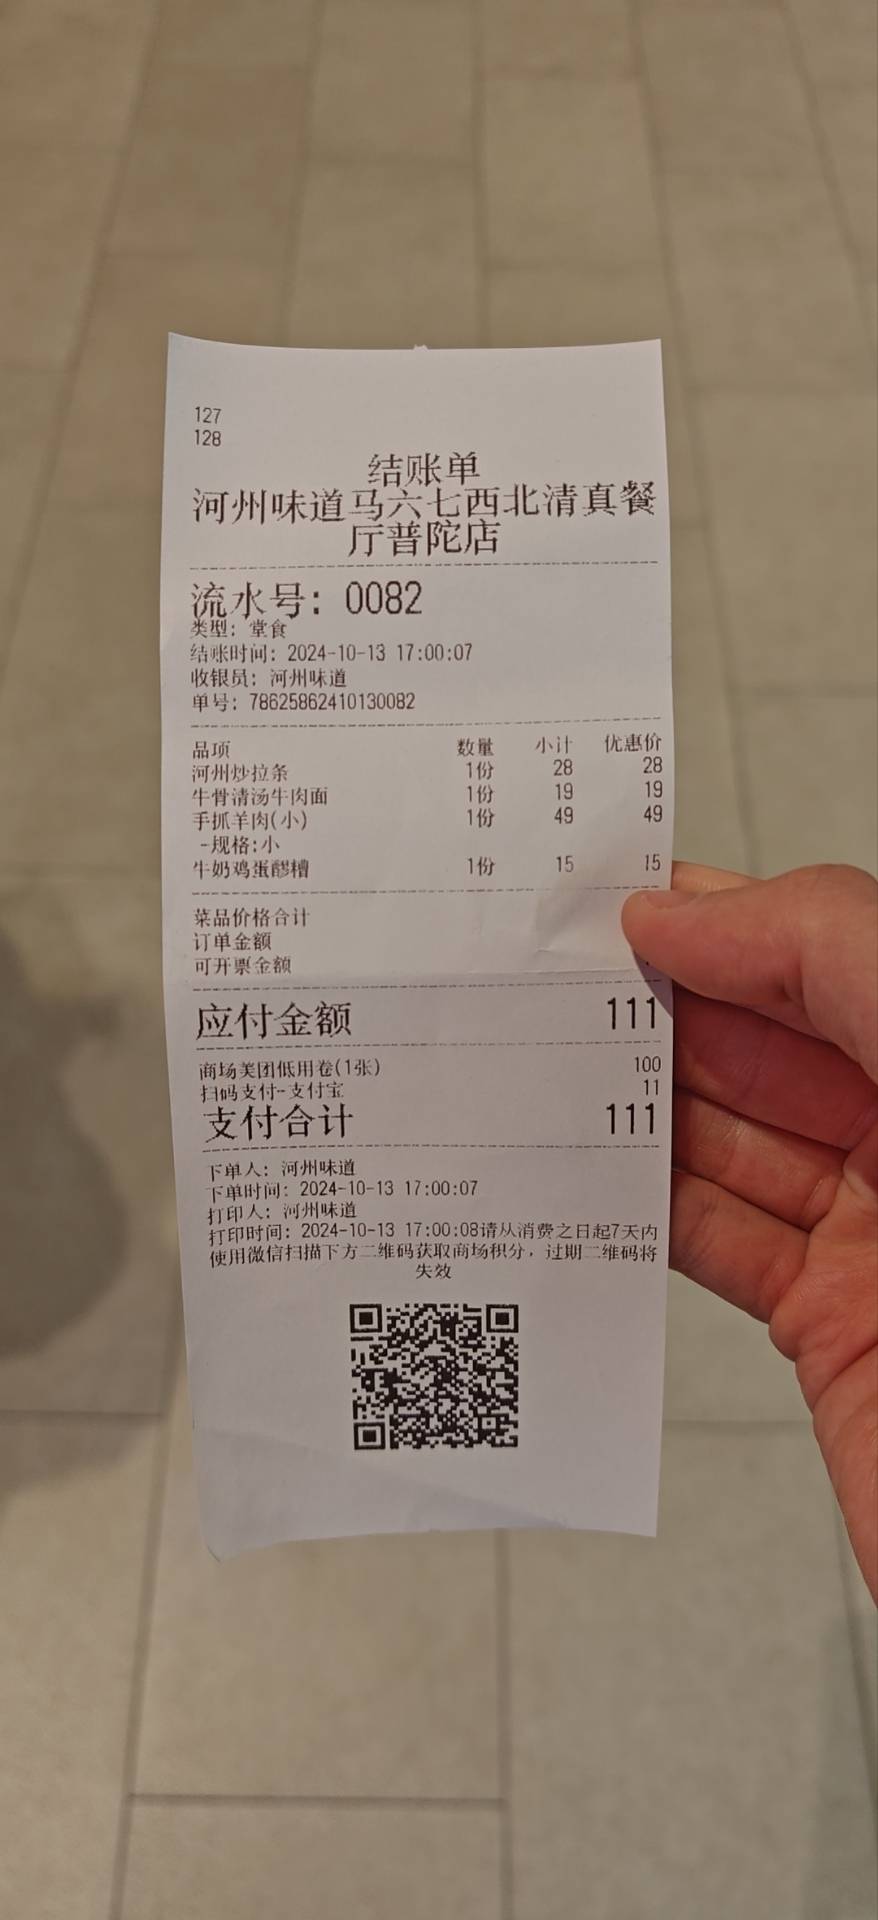 127
128
结账单
河州味道马六七西北清真餐
厅普陀店
流水号: 0082
类型: 堂食
结账时间: 2024-10-13 17:00:07
收银员: 河州味道
单号: 78625862410130082
品项 数量 小计 优惠价
河州炒拉条 1份 28 28
牛骨清汤牛肉面 1份 19 19
手抓羊肉(小) 1份 49 49
-规格:小
牛奶鸡蛋醪糟 1份 15 15
菜品价格合计
订单金额
可开票金额
应付金额 111
商场美团低用卷(1张) 100
扫码支付-支付宝 11
支付合计 111
下单人: 河州味道
下单时间: 2024-10-13 17:00:07
打印人: 河州味道
打印时间: 2024-10-13 17:00:08请从消费之日起7天内
使用微信扫描下方二维码获取商场积分, 过期二维码将
失效